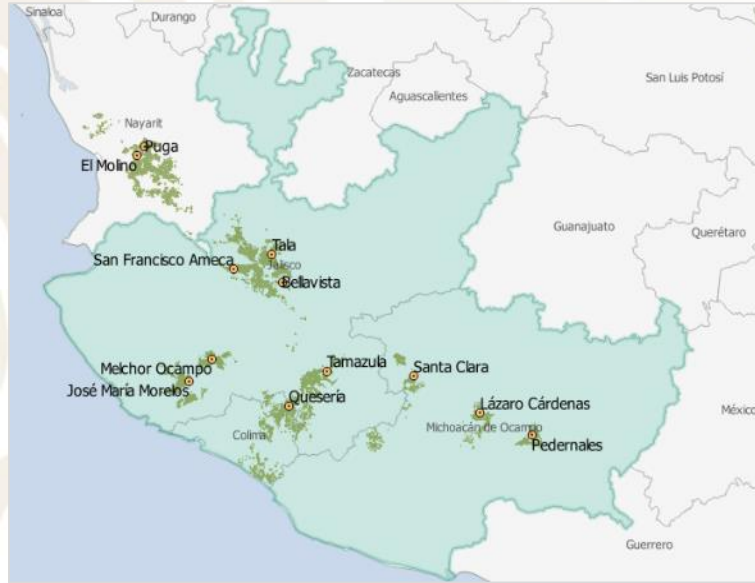 Sinaloa
Durango
Zacatecas
San Luis Potosí
Aguascalientes
Nayarit
Puga
El Molino
Guanajuato
Querétaro
Tala
San Francisco Ameca
Jalisco
Bellavista
Melchor Ocampo
Tamazula
Santa Clara
José María Morelos
Quesería
Lázaro Cárdenas
Colima
Michoacán de Ocampo
México
Pedernales
Guerrero